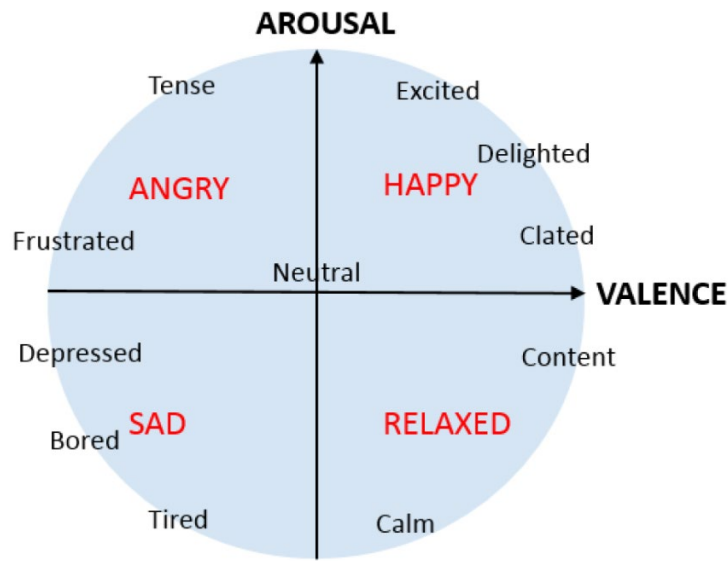 AROUSAL
Tense
Excited
Delighted
ANGRY
HAPPY
Frustrated
Clated
Neutral
VALENCE
Depressed
Content
SAD
RELAXED
Bored
Tired
Calm